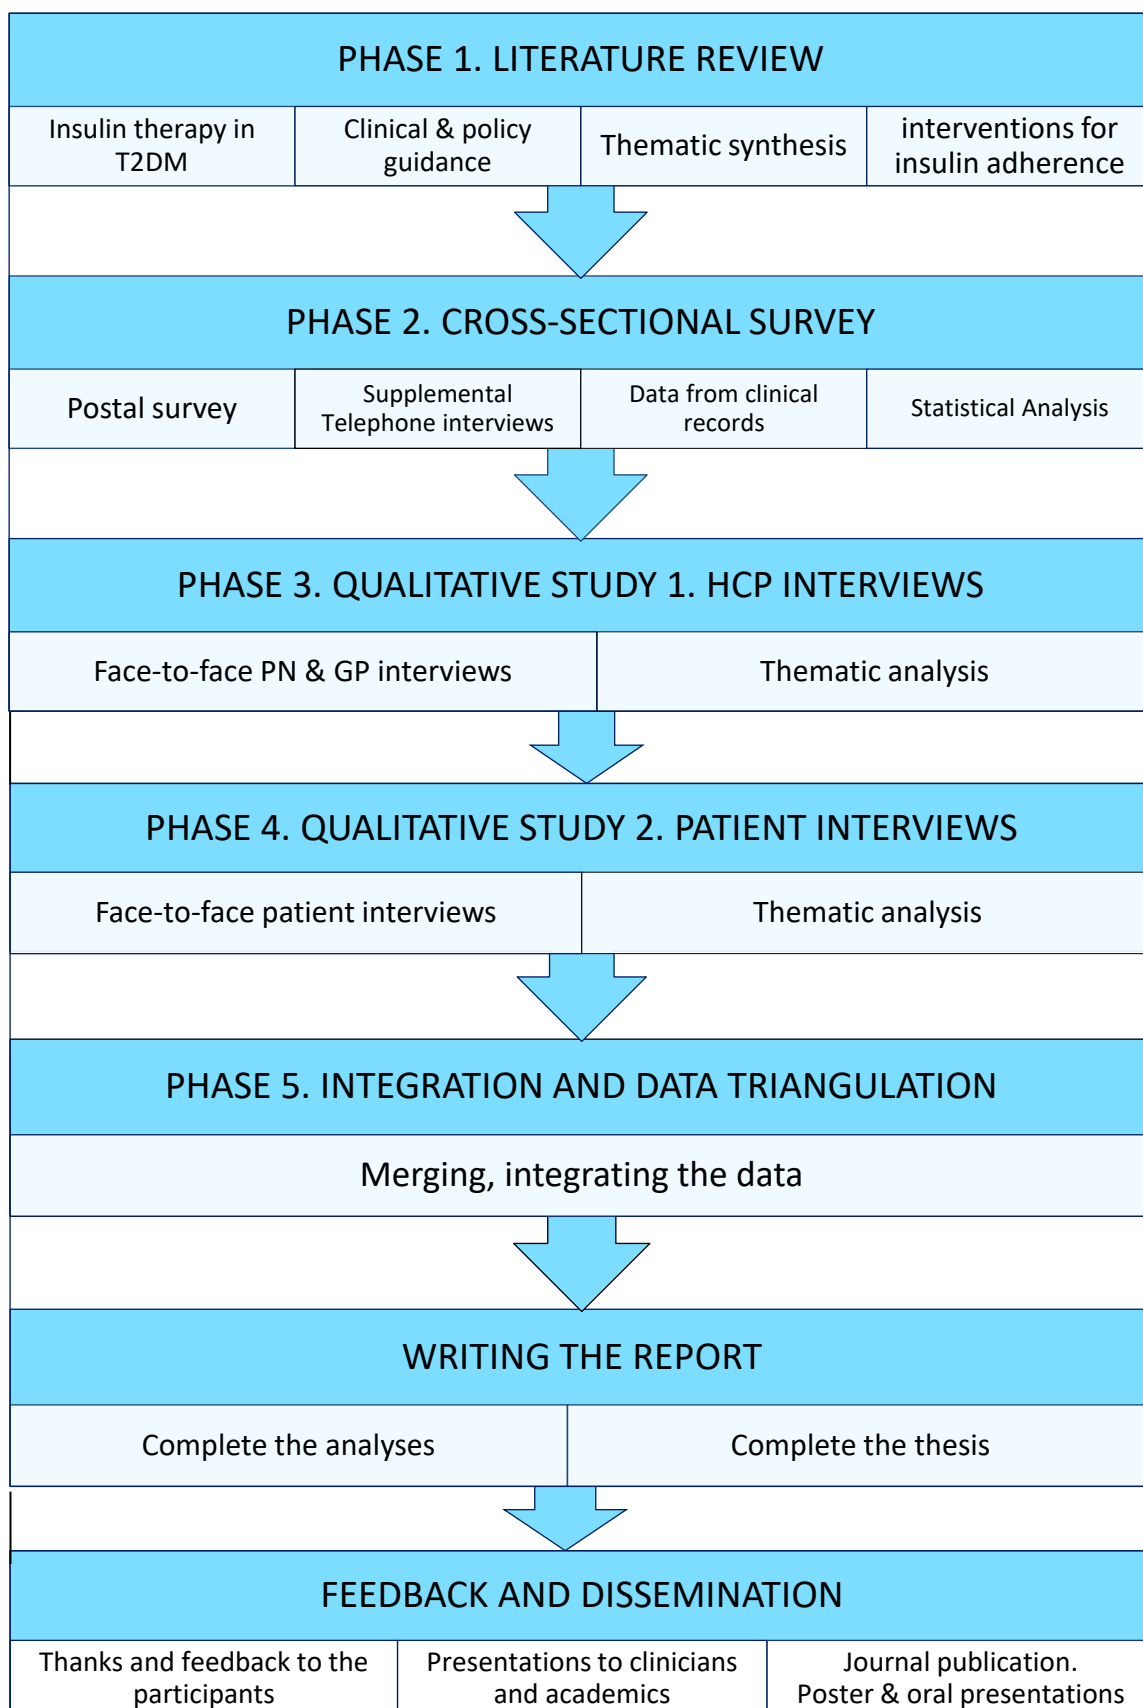 PHASE 1. LITERATURE REVIEW
Insulin therapy in
T2DM
Clinical & policy
guidance
Thematic synthesis
interventions for
insulin adherence
PHASE 2. CROSS-SECTIONAL SURVEY
Postal survey
Supplemental
Telephone interviews
Data from clinical
records
Statistical Analysis
PHASE 3. QUALITATIVE STUDY 1. HCP INTERVIEWS
Face-to-face PN & GP interviews
Thematic analysis
PHASE 4. QUALITATIVE STUDY 2. PATIENT INTERVIEWS
Face-to-face patient interviews
Thematic analysis
PHASE 5. INTEGRATION AND DATA TRIANGULATION
Merging, integrating the data
WRITING THE REPORT
Complete the analyses
Complete the thesis
FEEDBACK AND DISSEMINATION
Thanks and feedback to the
participants
Presentations to clinicians
and academics
Journal publication.
Poster & oral presentations